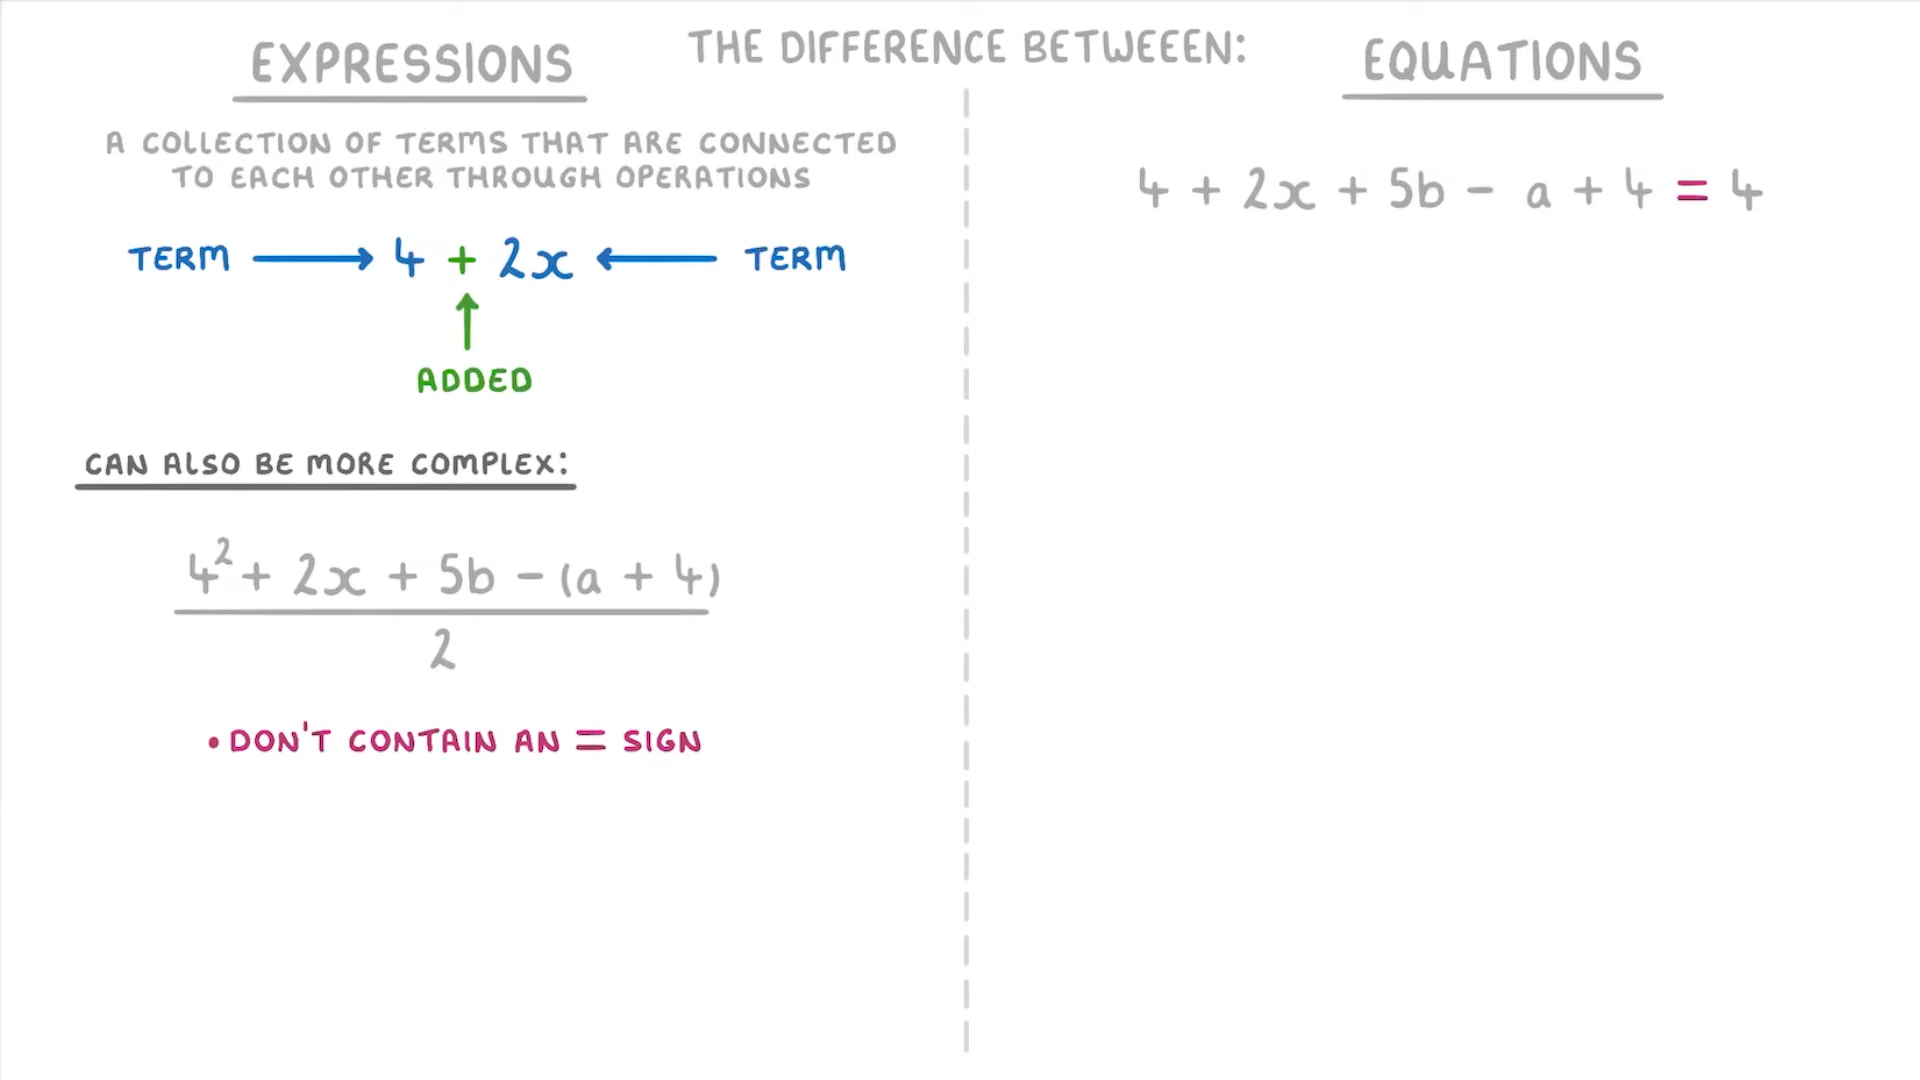 THE DIFFERENCE BETWEEEN:
EXPRESSIONS
A COLLECTION OF TERMS THAT ARE CONNECTED
TO EACH OTHER THROUGH OPERATIONS
TERM → 4 + 2x ← TERM
↑
ADDED
CAN ALSO BE MORE COMPLEX:
4² + 2x + 5b - (a + 4)
2
• DON'T CONTAIN AN = SIGN
EQUATIONS
4 + 2x + 5b - a + 4 = 4